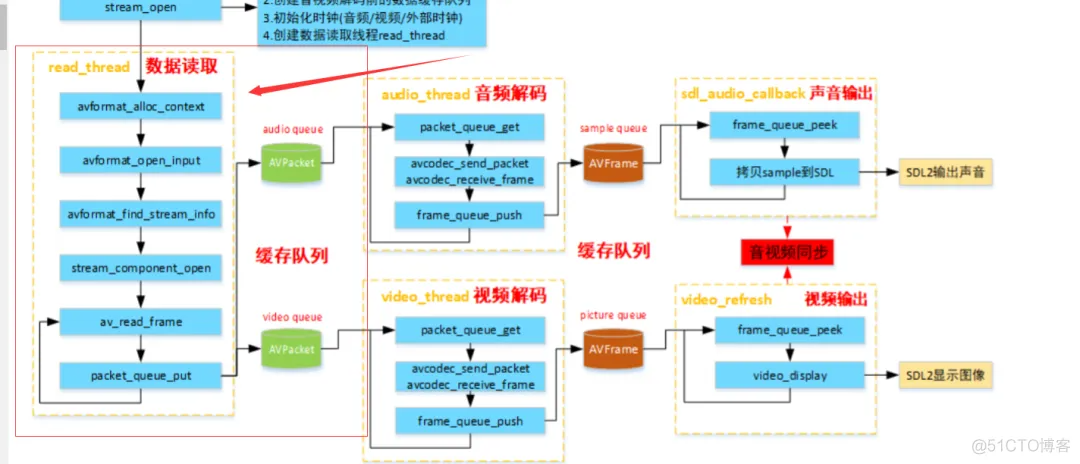 stream_open
2.创建音视频解码前的数据缓存队列
3.初始化时钟(音频/视频/外部时钟)
4.创建数据读取线程read_thread
read_thread 数据读取
avformat_alloc_context
avformat_open_input
avformat_find_stream_info
stream_component_open
av_read_frame
packet_queue_put
audio queue
AVPacket
缓存队列
video queue
AVPacket
audio_thread 音频解码
packet_queue_get
avcodec_send_packet
avcodec_receive_frame
frame_queue_push
video_thread 视频解码
packet_queue_get
avcodec_send_packet
avcodec_receive_frame
frame_queue_push
sample queue
AVFrame
缓存队列
picture queue
AVFrame
sdl_audio_callback 声音输出
frame_queue_peek
拷贝sample到SDL
SDL2输出声音
音视频同步
video_refresh 视频输出
frame_queue_peek
video_display
SDL2显示图像
@51CTO博客